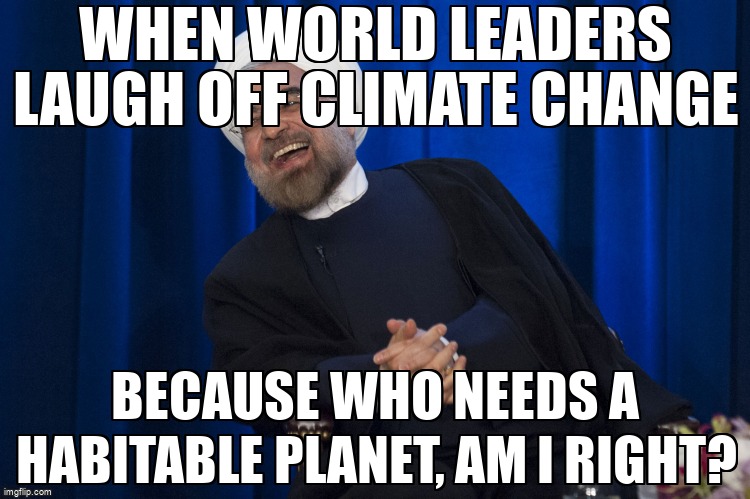 WHEN WORLD LEADERS
LAUGH OFF CLIMATE CHANGE
BECAUSE WHO NEEDS A
HABITABLE PLANET, AM I RIGHT?
imgflip.com